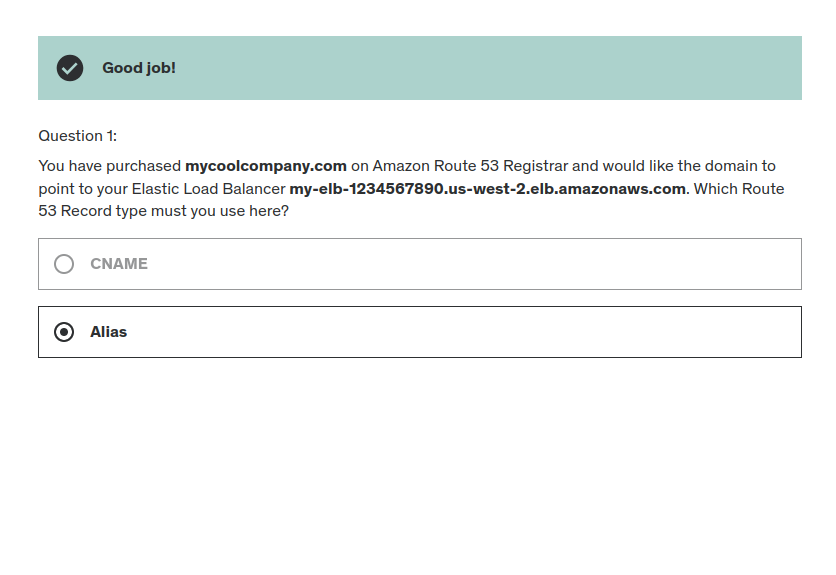 Good job!
Question 1:
You have purchased mycoolcompany.com on Amazon Route 53 Registrar and would like the domain to
point to your Elastic Load Balancer my-elb-1234567890.us-west-2.elb.amazonaws.com. Which Route
53 Record type must you use here?
CNAME
Alias